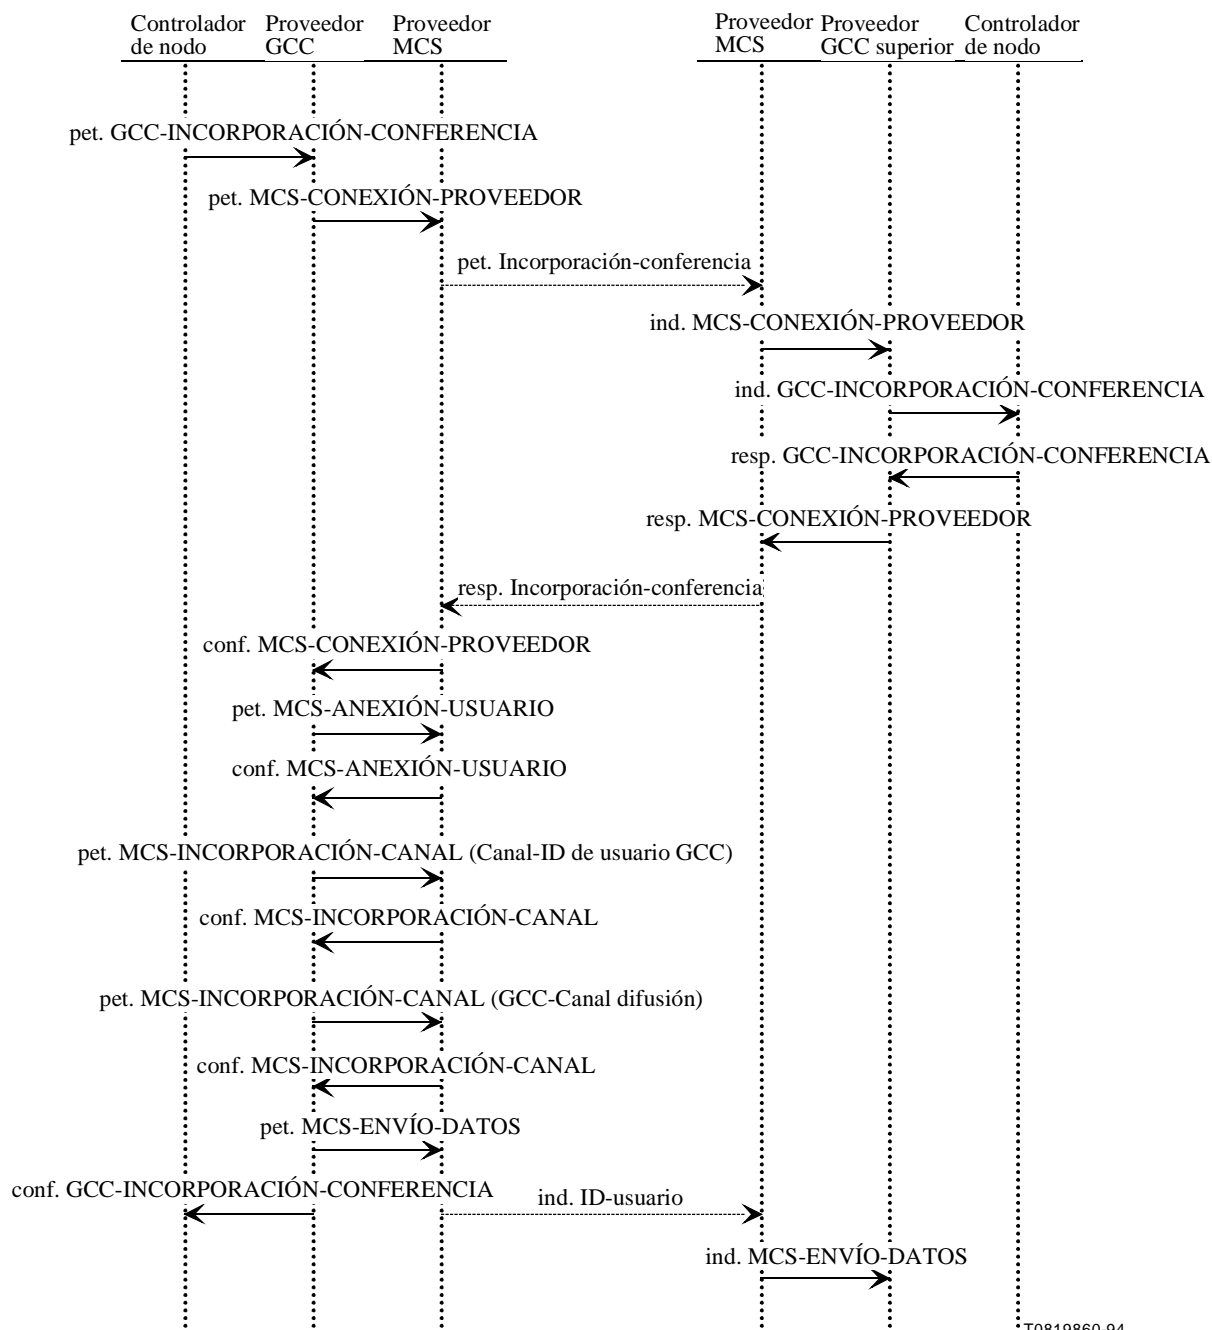 Controlador de nodo
Proveedor GCC
Proveedor MCS
Proveedor MCS
Proveedor GCC superior
Controlador de nodo
pet. GCC-INCORPORACIÓN-CONFERENCIA
pet. MCS-CONEXIÓN-PROVEEDOR
pet. Incorporación-conferencia
ind. MCS-CONEXIÓN-PROVEEDOR
ind. GCC-INCORPORACIÓN-CONFERENCIA
resp. GCC-INCORPORACIÓN-CONFERENCIA
resp. MCS-CONEXIÓN-PROVEEDOR
resp. Incorporación-conferencia
conf. MCS-CONEXIÓN-PROVEEDOR
pet. MCS-ANEXIÓN-USUARIO
conf. MCS-ANEXIÓN-USUARIO
pet. MCS-INCORPORACIÓN-CANAL (Canal-ID de usuario GCC)
conf. MCS-INCORPORACIÓN-CANAL
pet. MCS-INCORPORACIÓN-CANAL (GCC-Canal difusión)
conf. MCS-INCORPORACIÓN-CANAL
pet. MCS-ENVÍO-DATOS
conf. GCC-INCORPORACIÓN-CONFERENCIA
ind. ID-usuario
ind. MCS-ENVÍO-DATOS
T0819860-94